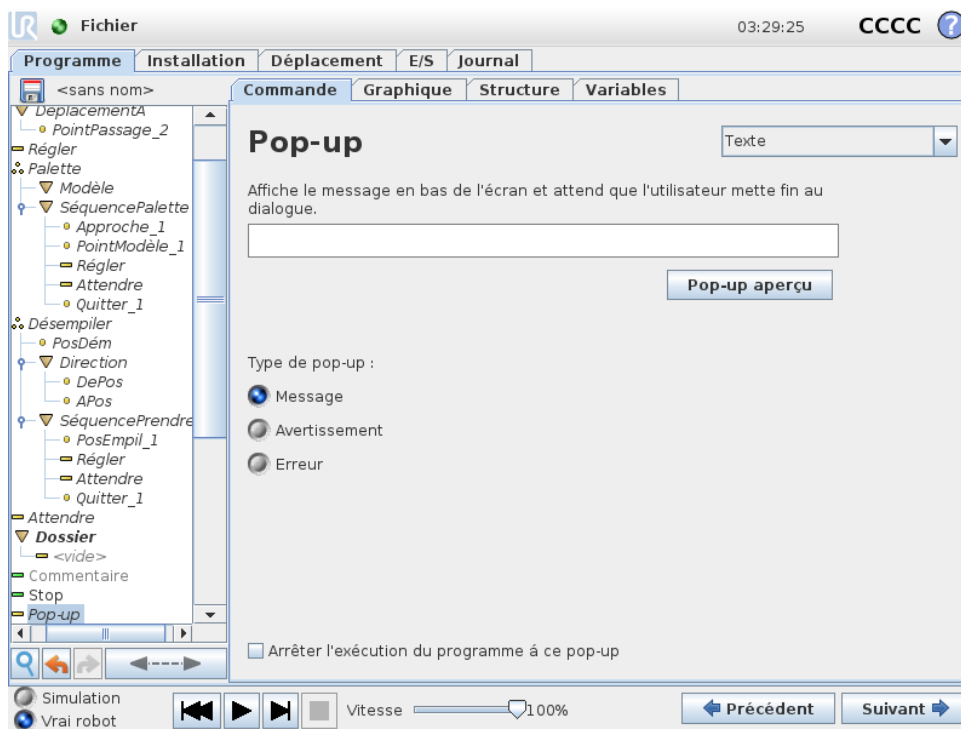 UR
Fichier
03:29:25
CCCC
?
Programme
Installation
Déplacement
E/S
Journal
<sans nom>
Commande
Graphique
Structure
Variables
DéplacementA
PointPassage_2
Régler
Palette
Modèle
SéquencePalette
Approche_1
PointModèle_1
Régler
Attendre
Quitter_1
Désempiler
PosDém
Direction
DePos
APos
SéquencePrendre
PosEmpil_1
Régler
Attendre
Quitter_1
Attendre
Dossier
<vide>
Commentaire
Stop
Pop-up
Pop-up
Texte
Affiche le message en bas de l'écran et attend que l'utilisateur mette fin au
dialogue.
Pop-up aperçu
Type de pop-up :
Message
Avertissement
Erreur
Arrêter l'exécution du programme á ce pop-up
Simulation
Vrai robot
Vitesse
100%
Précédent
Suivant